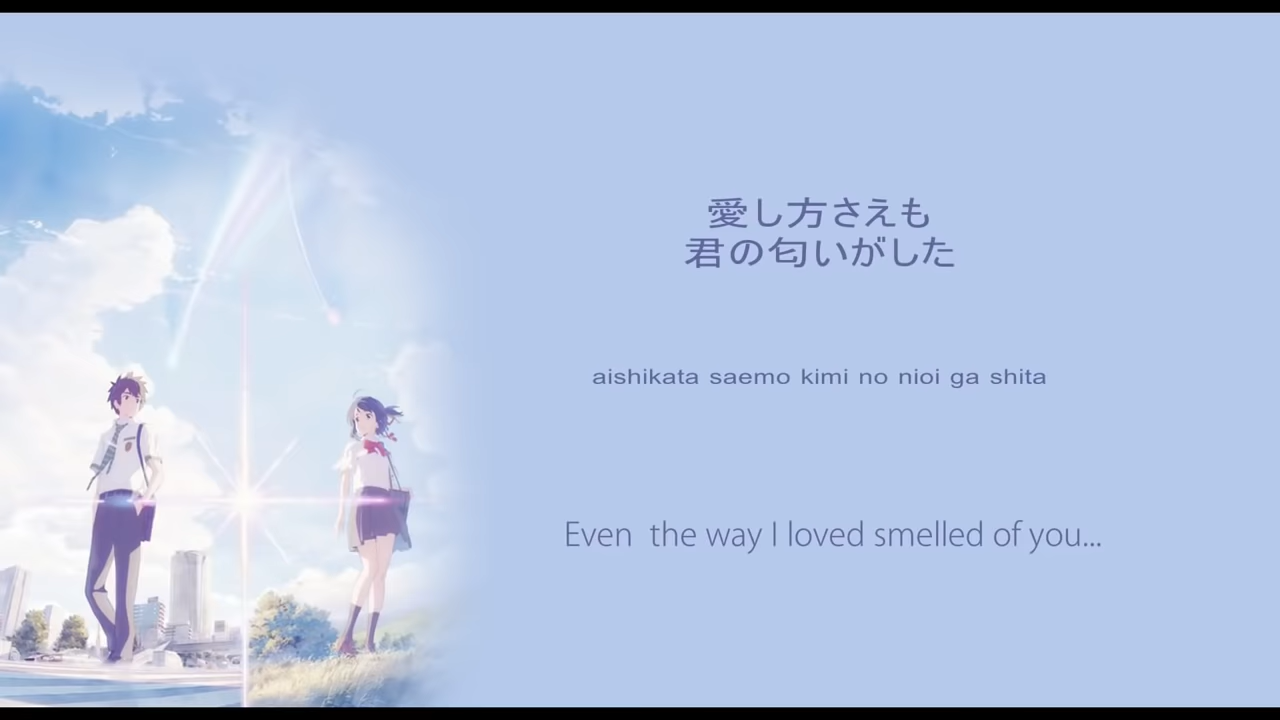 愛し方さえも
君の匂いがした
aishikata saemo kimi no nioi ga shita
Even the way I loved smelled of you...